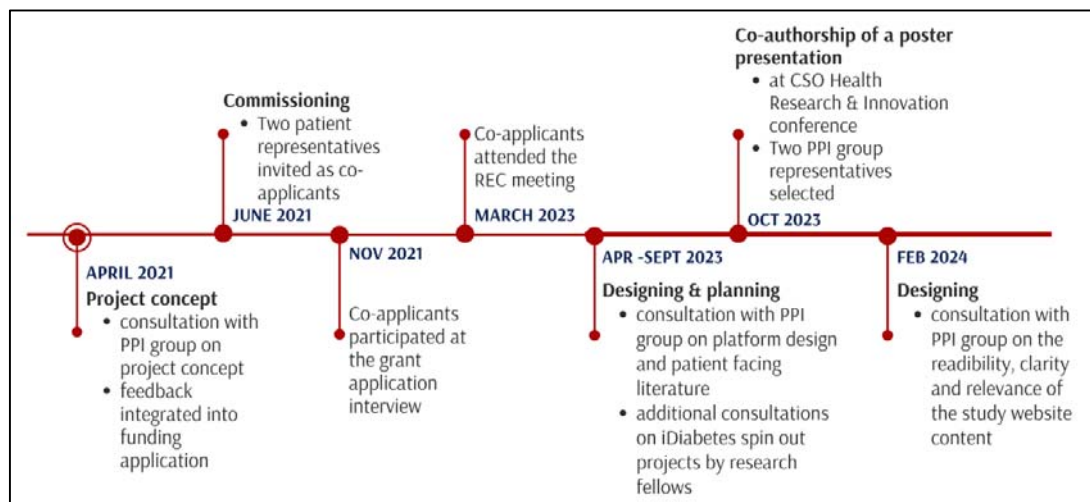 APRIL 2021
Project concept
• consultation with
PPI group on
project concept
• feedback
integrated into
funding
application
Commissioning
• Two patient
representatives
invited as co-
applicants
JUNE 2021
NOV 2021
Co-applicants
participated at
the grant
application
interview
Co-applicants
attended the
REC meeting
MARCH 2023
APR -SEPT 2023
Designing & planning
• consultation with PPI
group on platform design
and patient facing
literature
• additional consultations
on iDiabetes spin out
projects by research
fellows
Co-authorship of a poster
presentation
• at CSO Health
Research & Innovation
conference
• Two PPI group
representatives
selected
OCT 2023
FEB 2024
Designing
• consultation with
PPI group on the
readibility, clarity
and relevance of
the study website
content